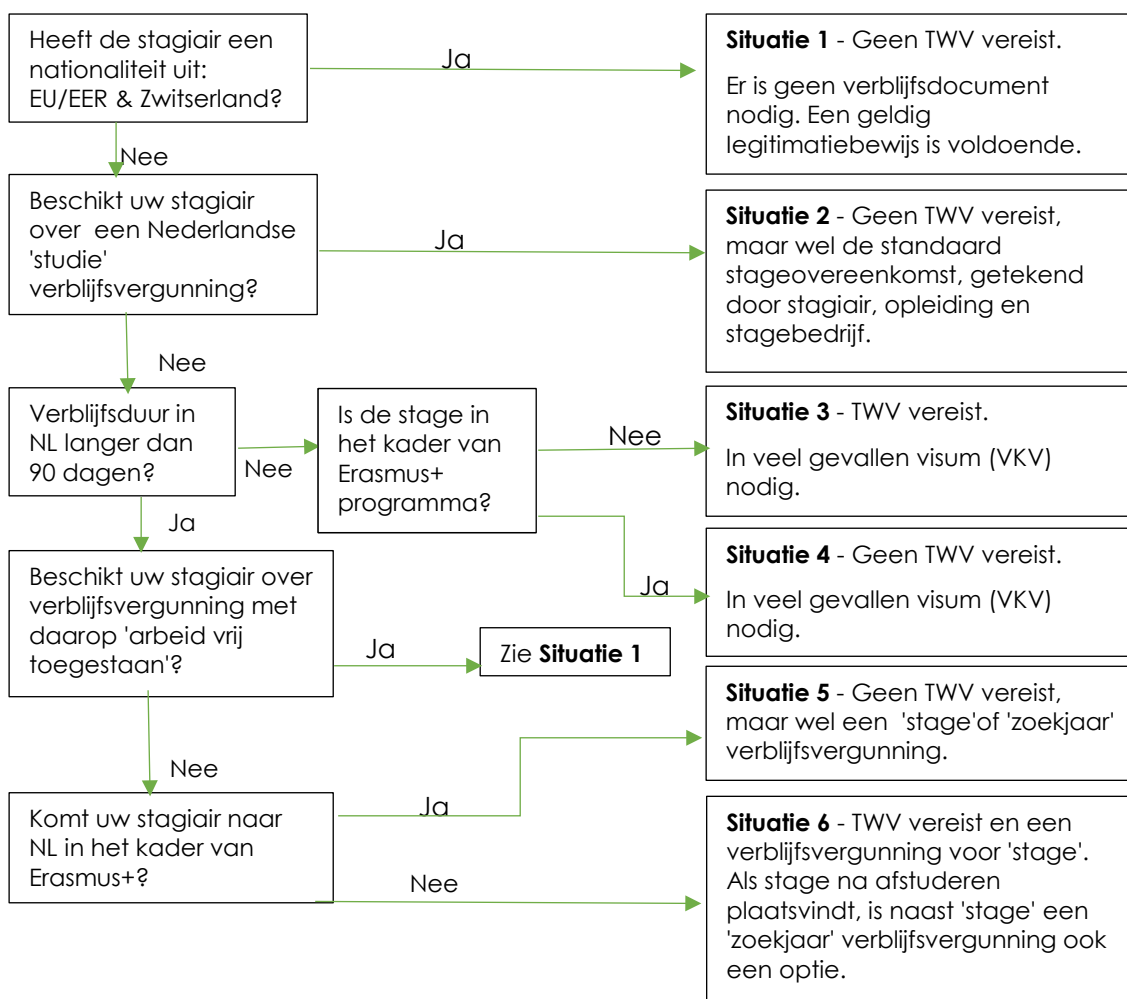 Heeft de stagiair een
nationaliteit uit:
EU/EER & Zwitserland?
Ja
Situatie 1 - Geen TWV vereist.
Er is geen verblijfsdocument
nodig. Een geldig
legitimatiebewijs is voldoende.
Nee
Beschikt uw stagiair
over een Nederlandse
'studie'
verblijfsvergunning?
Ja
Situatie 2 - Geen TWV vereist,
maar wel de standaard
stageovereenkomst, getekend
door stagiair, opleiding en
stagebedrijf.
Nee
Verblijfsduur in
NL langer dan
90 dagen?
Nee
Is de stage in
het kader van
Erasmus+
programma?
Nee
Situatie 3 - TWV vereist.
In veel gevallen visum (VKV)
nodig.
Ja
Situatie 4 - Geen TWV vereist.
In veel gevallen visum (VKV)
nodig.
Ja
Beschikt uw stagiair over
verblijfsvergunning met
daarop 'arbeid vrij
toegestaan'?
Ja
Zie Situatie 1
Situatie 5 - Geen TWV vereist,
maar wel een 'stage'of 'zoekjaar'
verblijfsvergunning.
Nee
Komt uw stagiair naar
NL in het kader van
Erasmus+?
Ja
Nee
Situatie 6 - TWV vereist en een
verblijfsvergunning voor 'stage'.
Als stage na afstuderen
plaatsvindt, is naast 'stage' een
'zoekjaar' verblijfsvergunning ook
een optie.